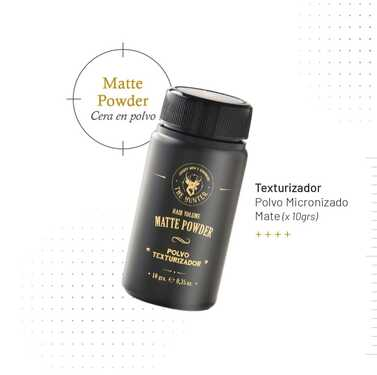 Matte
Powder
Cera en polvo
THE HUNTER
HAIR VOLUME
MATTE POWDER
POLVO
TEXTURIZADOR
10 grs. ℮ 0,35 oz.
Texturizador
Polvo Micronizado
Mate (x 10grs)
++++